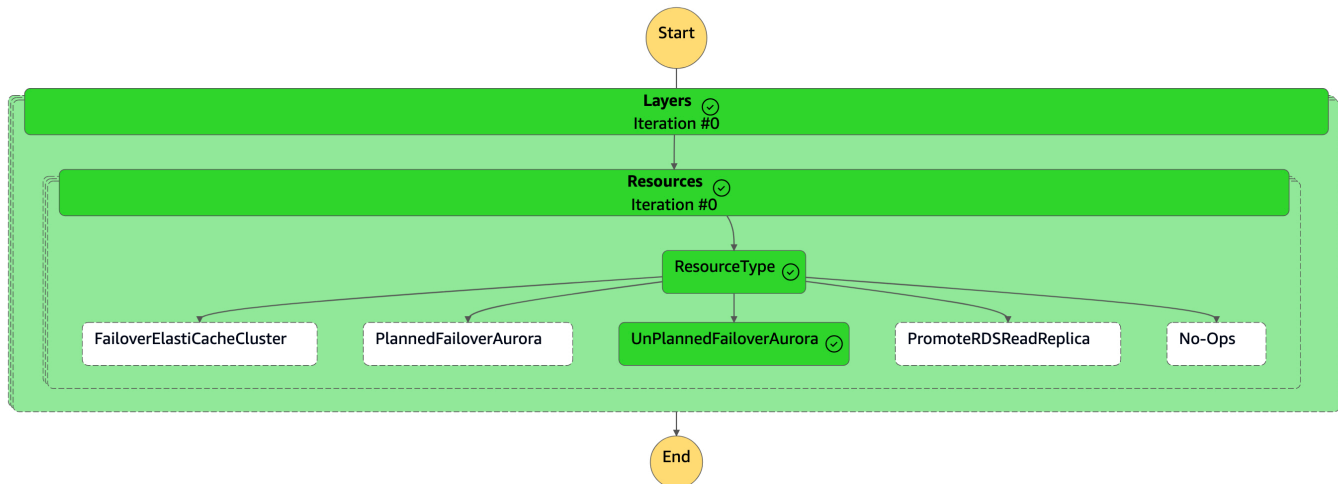 Start
Layers
Iteration #0
Resources
Iteration #0
ResourceType
FailoverElastiCacheCluster
PlannedFailoverAurora
UnPlannedFailoverAurora
PromoteRDSReadReplica
No-Ops
End